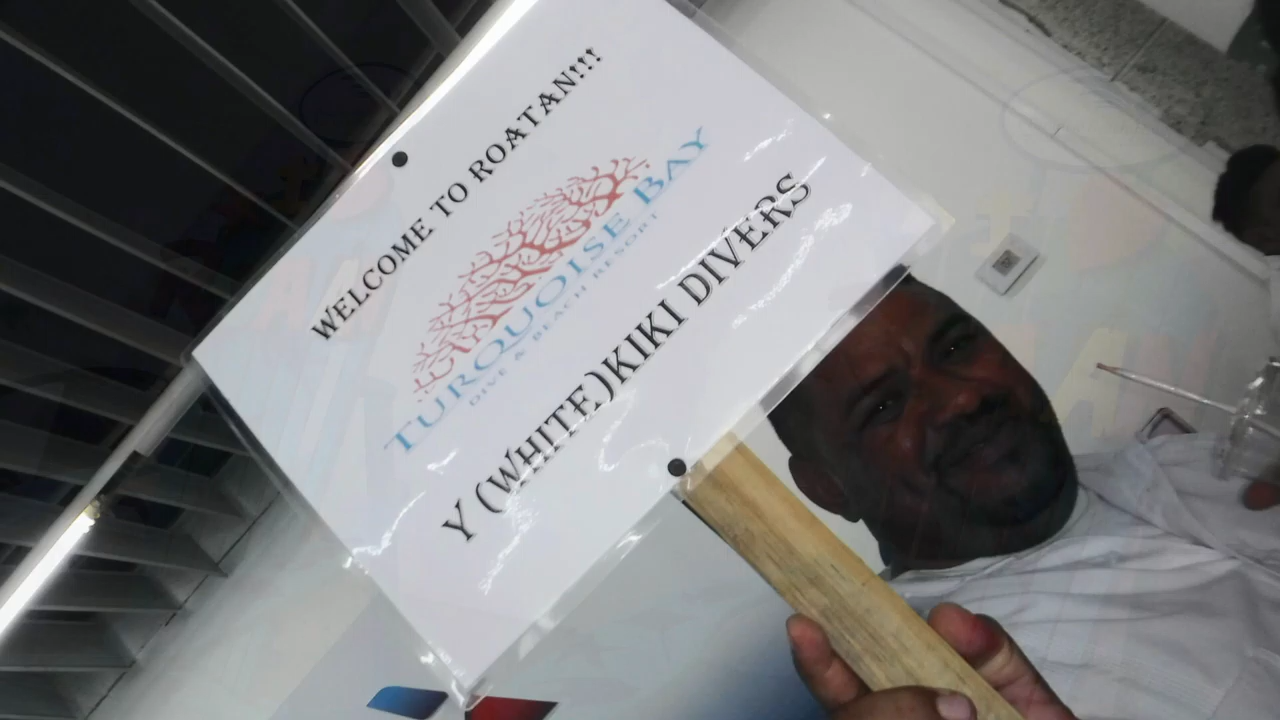 WELCOME TO ROATAN!!!
TURQUOISE BAY
DIVE & BEACH RESORT
Y (WHITE)KIKI DIVERS